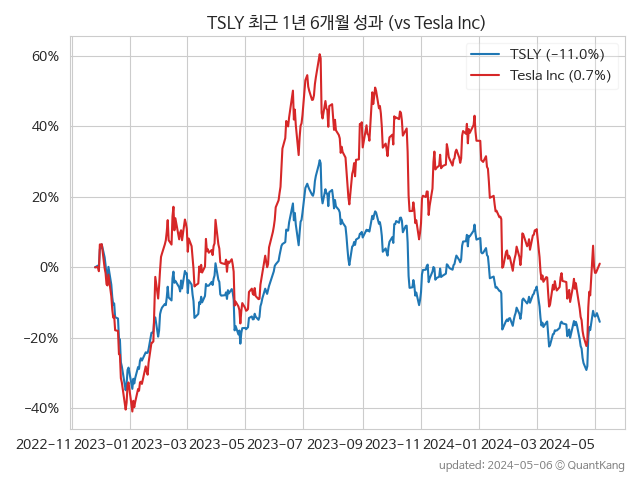 TSLY 최근 1년 6개월 성과 (vs Tesla Inc)
TSLY (−11.0%)
Tesla Inc (0.7%)
60%
40%
20%
0%
−20%
−40%
2022-11 2023-01 2023-03 2023-05 2023-07 2023-09 2023-11 2024-01 2024-03 2024-05
updated: 2024-05-06 © QuantKang